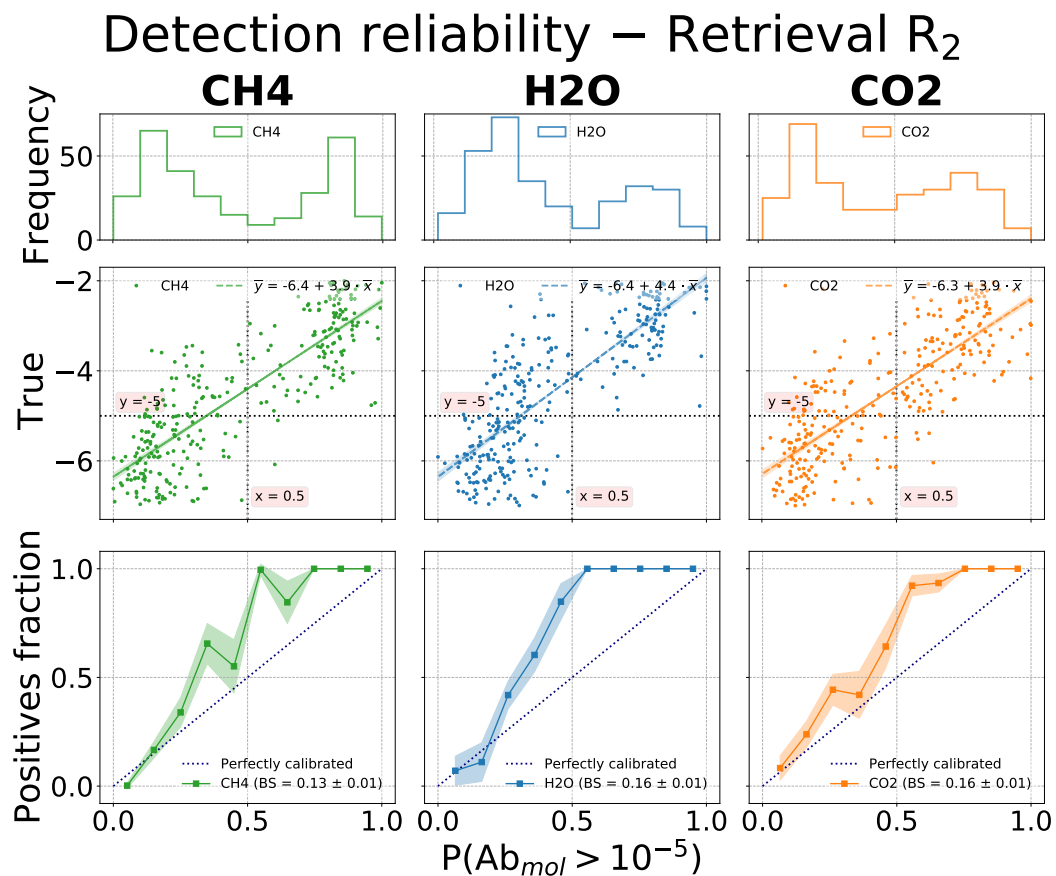 Detection reliability − Retrieval R₂
CH4 H2O CO2
Frequency
50
0
CH4
H2O
CO2
True
−2
−4
−6
CH4 y̅ = -6.4 + 3.9 · x̅
H2O y̅ = -6.4 + 4.4 · x̅
CO2 y̅ = -6.3 + 3.9 · x̅
y = -5
y = -5
y = -5
x = 0.5
x = 0.5
x = 0.5
Positives fraction
1.0
0.5
0.0
Perfectly calibrated
CH4 (BS = 0.13 ± 0.01)
Perfectly calibrated
H2O (BS = 0.16 ± 0.01)
Perfectly calibrated
CO2 (BS = 0.16 ± 0.01)
0.0 0.5 1.0 0.0 0.5 1.0 0.0 0.5 1.0
P(Ab_mol > 10⁻⁵)